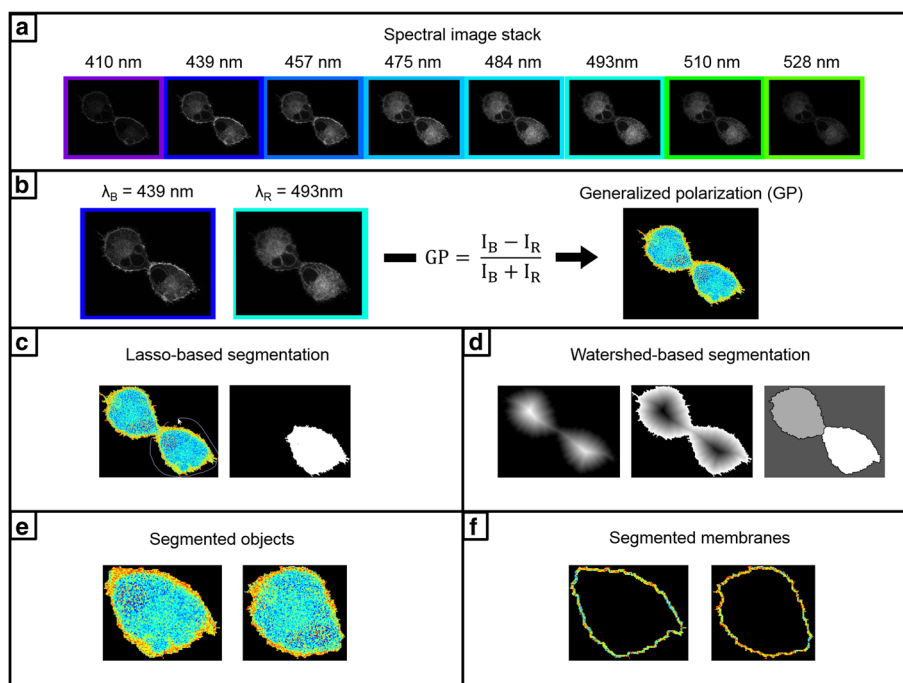 a
Spectral image stack
410 nm 439 nm 457 nm 475 nm 484 nm 493nm 510 nm 528 nm
b
λB = 439 nm λR = 493nm
GP = (IB − IR) / (IB + IR)
Generalized polarization (GP)
c
Lasso-based segmentation
d
Watershed-based segmentation
e
Segmented objects
f
Segmented membranes